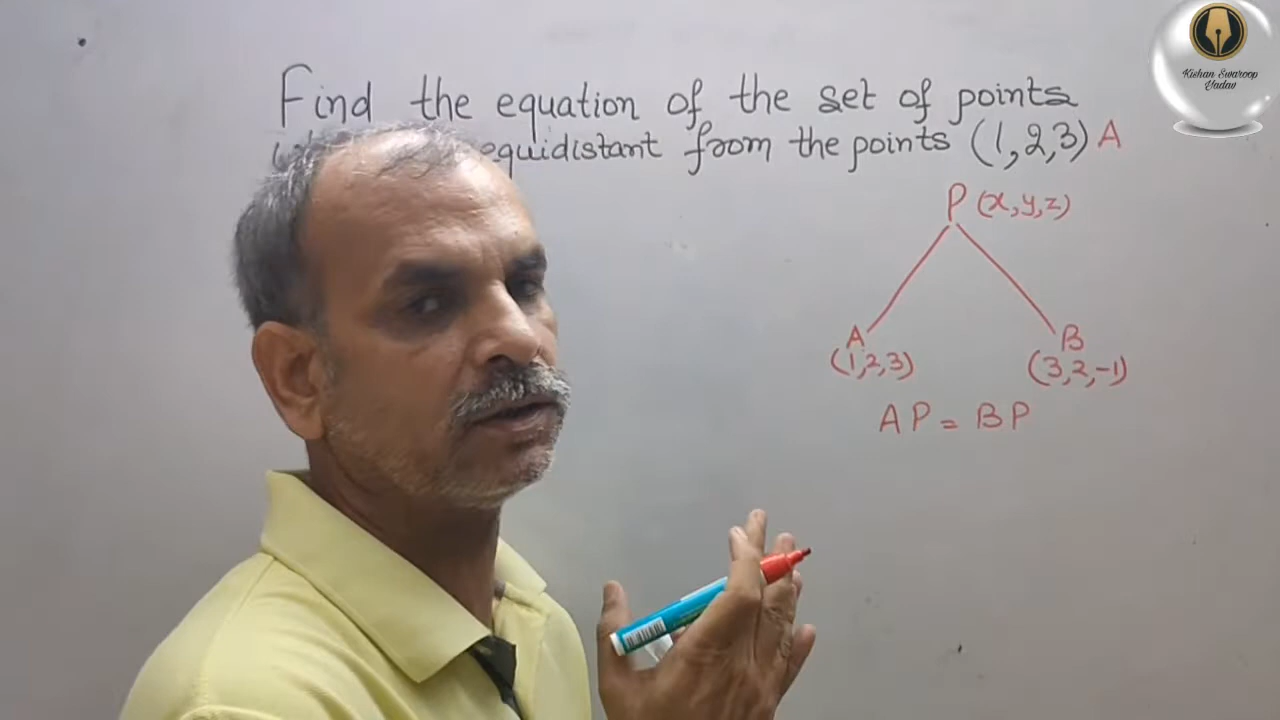 Find the equation of the set of points
equidistant from the points (1,2,3) A
P (x,y,z)
A B
(1,2,3) (3,2,-1)
AP = BP
Kishan Swaroop
Yadav